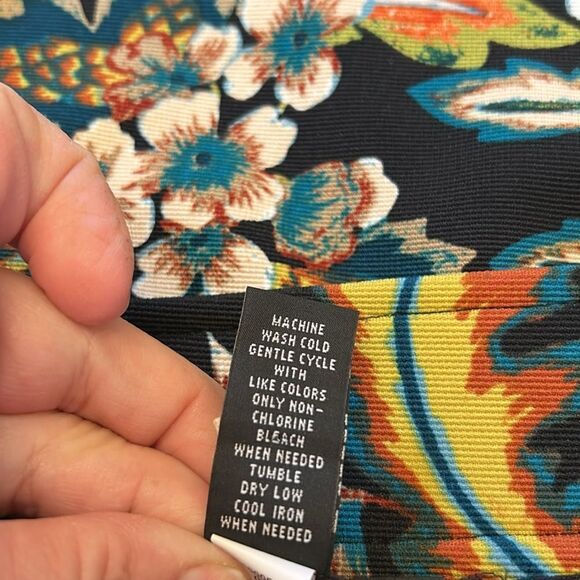 MACHINE
WASH COLD
GENTLE CYCLE
WITH
LIKE COLORS
ONLY NON-
CHLORINE
BLEACH
WHEN NEEDED
TUMBLE
DRY LOW
COOL IRON
WHEN NEEDED